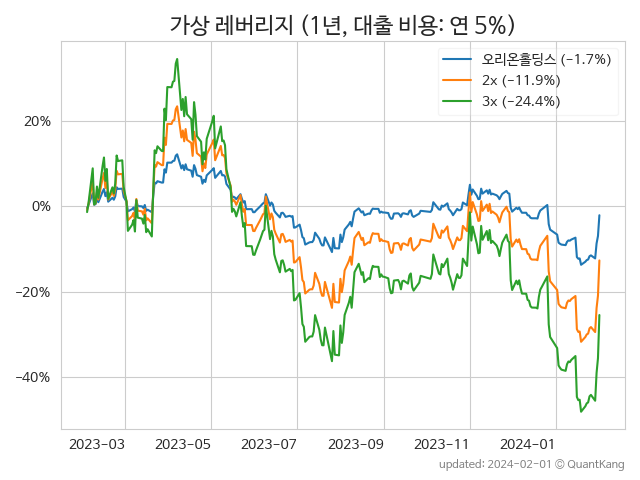 가상 레버리지 (1년, 대출 비용: 연 5%)
오리온홀딩스 (−1.7%)
2x (−11.9%)
3x (−24.4%)
20%
0%
−20%
−40%
2023-03 2023-05 2023-07 2023-09 2023-11 2024-01
updated: 2024-02-01 © QuantKang